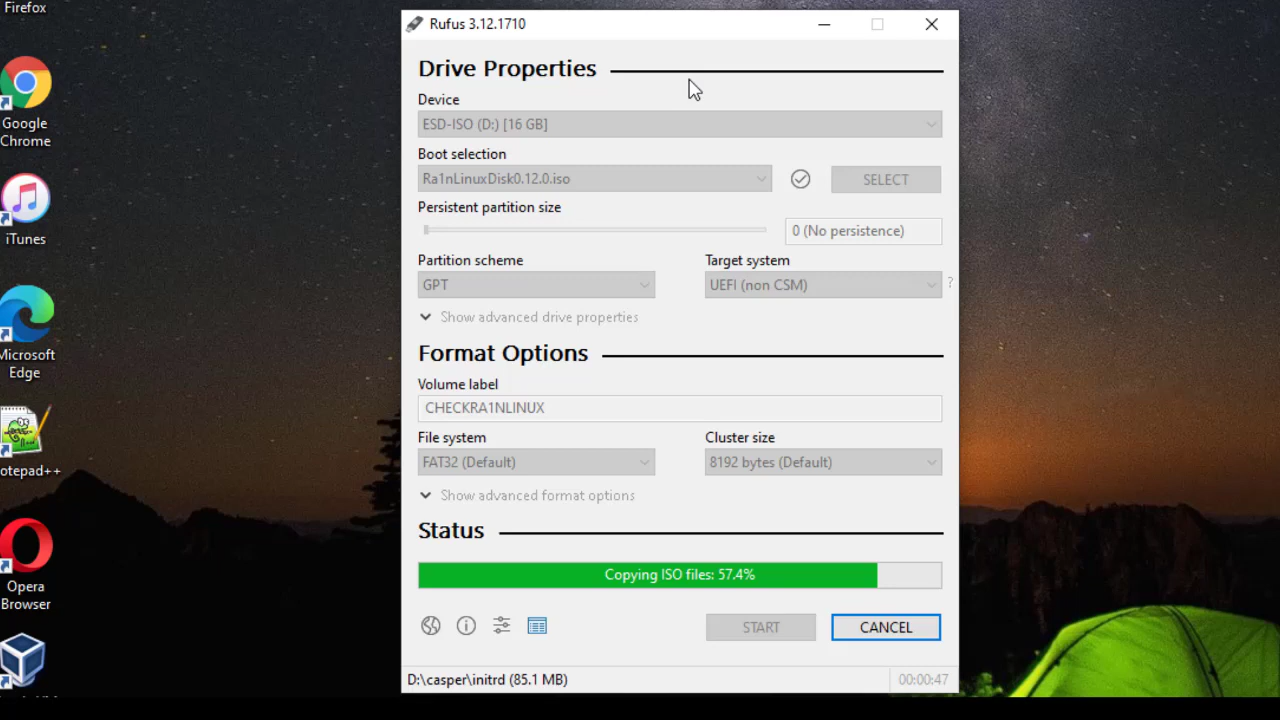 Firefox
Google
Chrome
iTunes
Microsoft
Edge
otepad++
Opera
Browser
Rufus 3.12.1710
Drive Properties
Device
ESD-ISO (D:) [16 GB]
Boot selection
Ra1nLinuxDisk0.12.0.iso
SELECT
Persistent partition size
0 (No persistence)
Partition scheme
Target system
GPT
UEFI (non CSM)
?
Show advanced drive properties
Format Options
Volume label
CHECKRA1NLINUX
File system
Cluster size
FAT32 (Default)
8192 bytes (Default)
Show advanced format options
Status
Copying ISO files: 57.4%
START
CANCEL
D:\casper\initrd (85.1 MB)
00:00:47